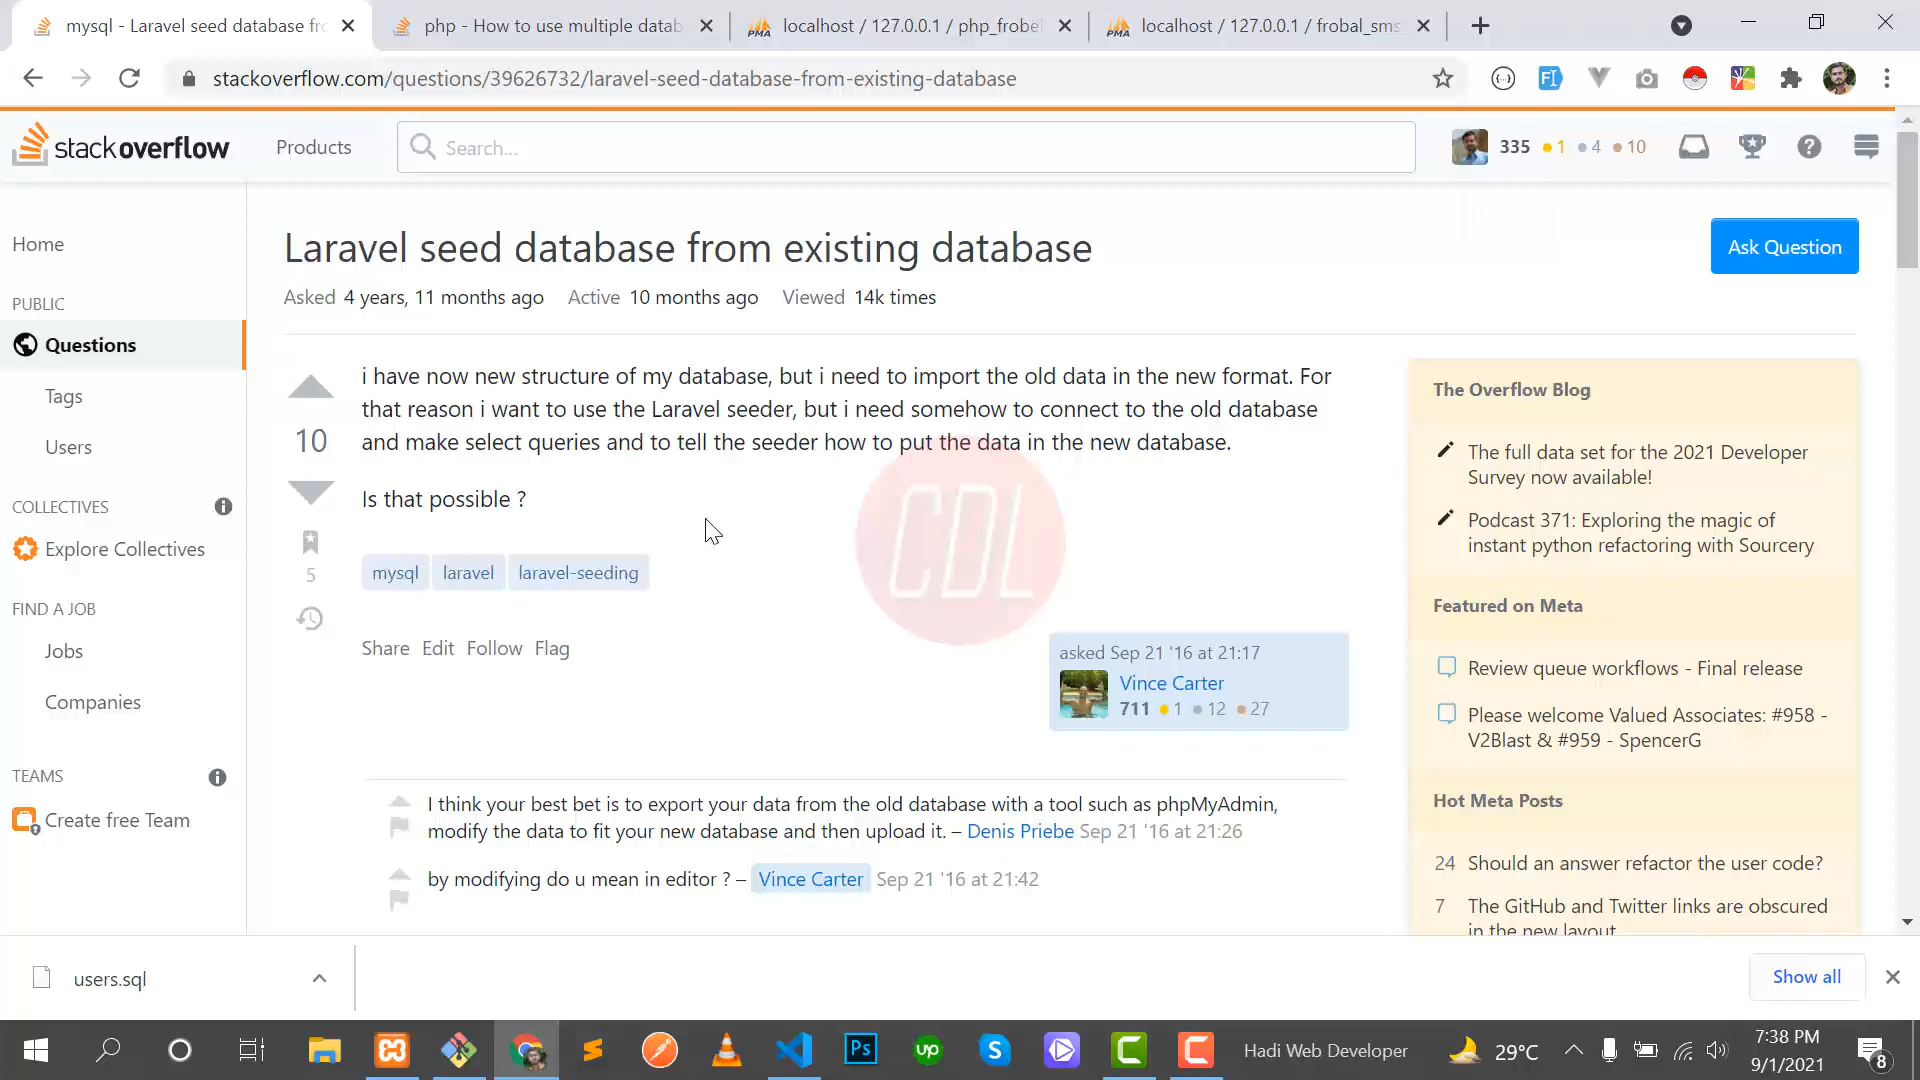 mysql - Laravel seed database fro
php - How to use multiple datab
localhost / 127.0.0.1 / php_frobel
localhost / 127.0.0.1 / frobal_sms
stackoverflow.com/questions/39626732/laravel-seed-database-from-existing-database
stackoverflow
Products
Search...
335 1 4 10
Home
PUBLIC
Questions
Tags
Users
COLLECTIVES
Explore Collectives
FIND A JOB
Jobs
Companies
TEAMS
Create free Team
Laravel seed database from existing database
Ask Question
Asked 4 years, 11 months ago Active 10 months ago Viewed 14k times
10
5
i have now new structure of my database, but i need to import the old data in the new format. For
that reason i want to use the Laravel seeder, but i need somehow to connect to the old database
and make select queries and to tell the seeder how to put the data in the new database.
Is that possible ?
CDL
mysql laravel laravel-seeding
Share Edit Follow Flag
asked Sep 21 '16 at 21:17
Vince Carter
711 1 12 27
I think your best bet is to export your data from the old database with a tool such as phpMyAdmin,
modify the data to fit your new database and then upload it. – Denis Priebe Sep 21 '16 at 21:26
by modifying do u mean in editor ? – Vince Carter Sep 21 '16 at 21:42
The Overflow Blog
The full data set for the 2021 Developer
Survey now available!
Podcast 371: Exploring the magic of
instant python refactoring with Sourcery
Featured on Meta
Review queue workflows - Final release
Please welcome Valued Associates: #958 -
V2Blast & #959 - SpencerG
Hot Meta Posts
24 Should an answer refactor the user code?
7 The GitHub and Twitter links are obscured
in the new layout
users.sql
Show all
PMA
PMA
Ps
up
S
Hadi Web Developer
29°C
7:38 PM
9/1/2021
8